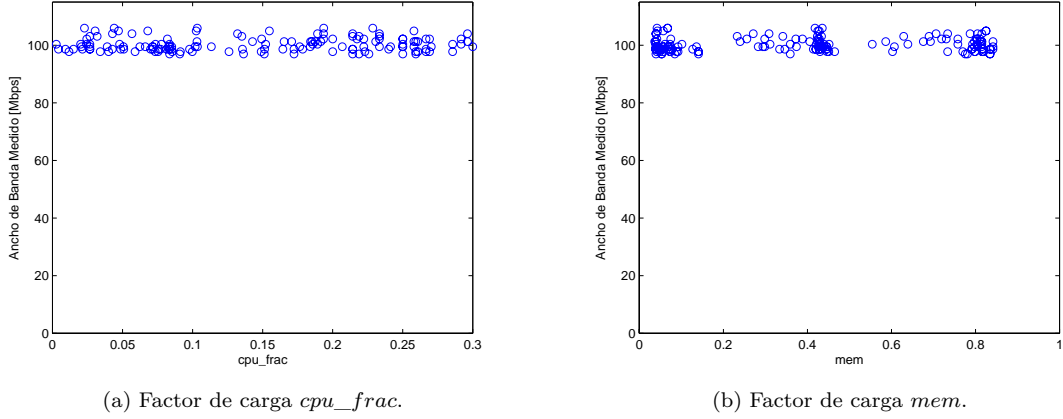 100
80
60
40
20
0
Ancho de Banda Medido [Mbps]
0 0.05 0.1 0.15 0.2 0.25 0.3
cpu_frac
(a) Factor de carga cpu_frac.
100
80
60
40
20
0
Ancho de Banda Medido [Mbps]
0 0.2 0.4 0.6 0.8 1
mem
(b) Factor de carga mem.